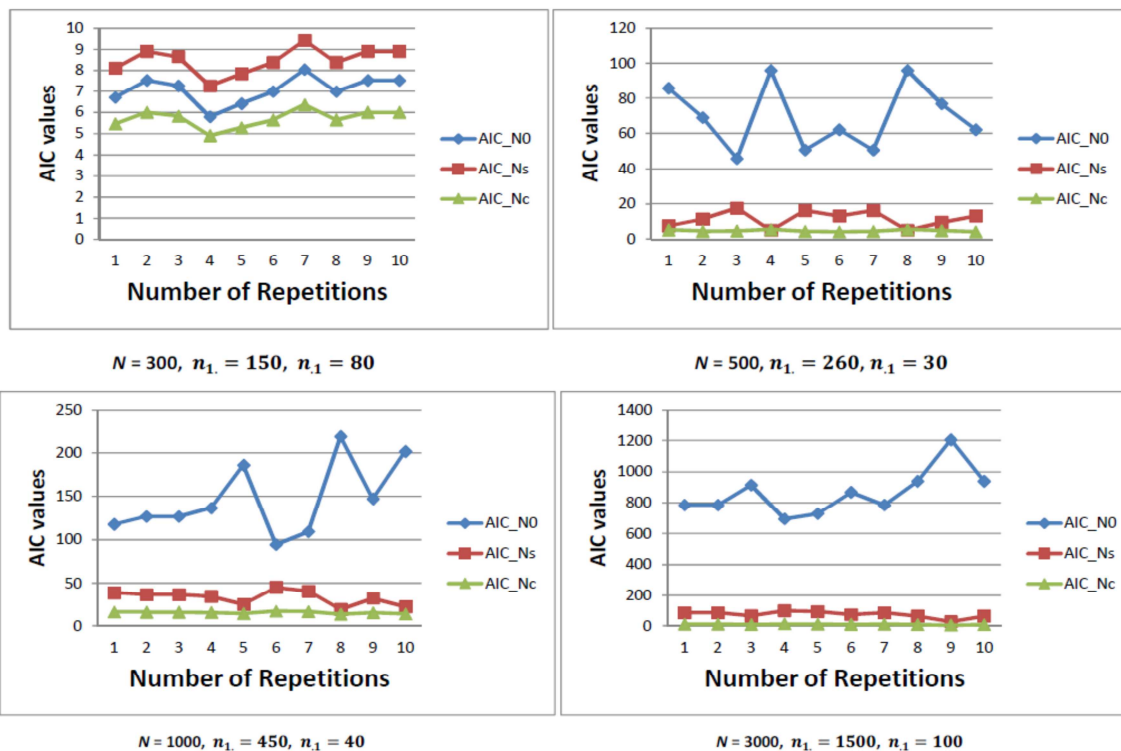 10
9
8
7
6
5
4
3
2
1
0
AIC values
1 2 3 4 5 6 7 8 9 10
Number of Repetitions
AIC_N0
AIC_Ns
AIC_Nc
N = 300, n₁. = 150, n.₁ = 80
120
100
80
60
40
20
0
AIC values
1 2 3 4 5 6 7 8 9 10
Number of Repetitions
AIC_N0
AIC_Ns
AIC_Nc
N = 500, n₁. = 260, n.₁ = 30
250
200
150
100
50
0
AIC values
1 2 3 4 5 6 7 8 9 10
Number of Repetitions
AIC_N0
AIC_Ns
AIC_Nc
N = 1000, n₁. = 450, n.₁ = 40
1400
1200
1000
800
600
400
200
0
AIC values
1 2 3 4 5 6 7 8 9 10
Number of Repetitions
AIC_N0
AIC_Ns
AIC_Nc
N = 3000, n₁. = 1500, n.₁ = 100